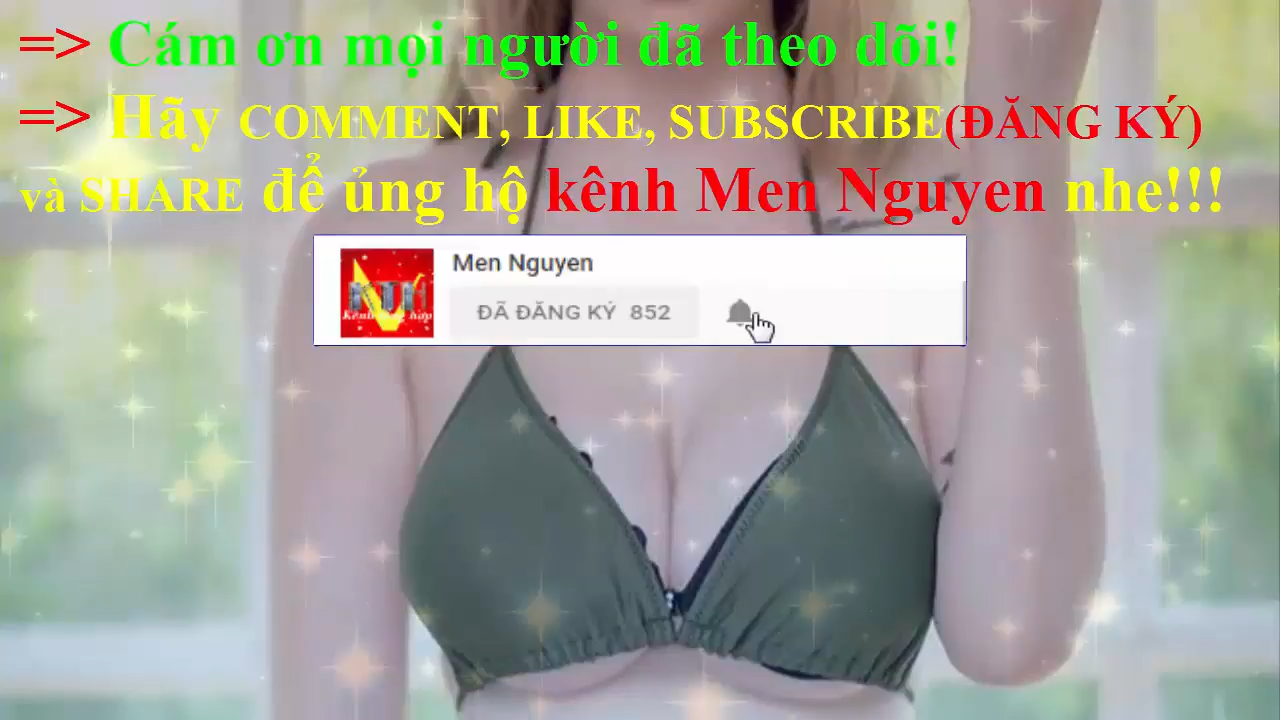 => Cám ơn mọi người đã theo dõi!
=> Hãy COMMENT, LIKE, SUBSCRIBE(ĐĂNG KÝ)
và SHARE để ủng hộ kênh Men Nguyen nhe!!!
Men Nguyen
ĐÃ ĐĂNG KÝ 852